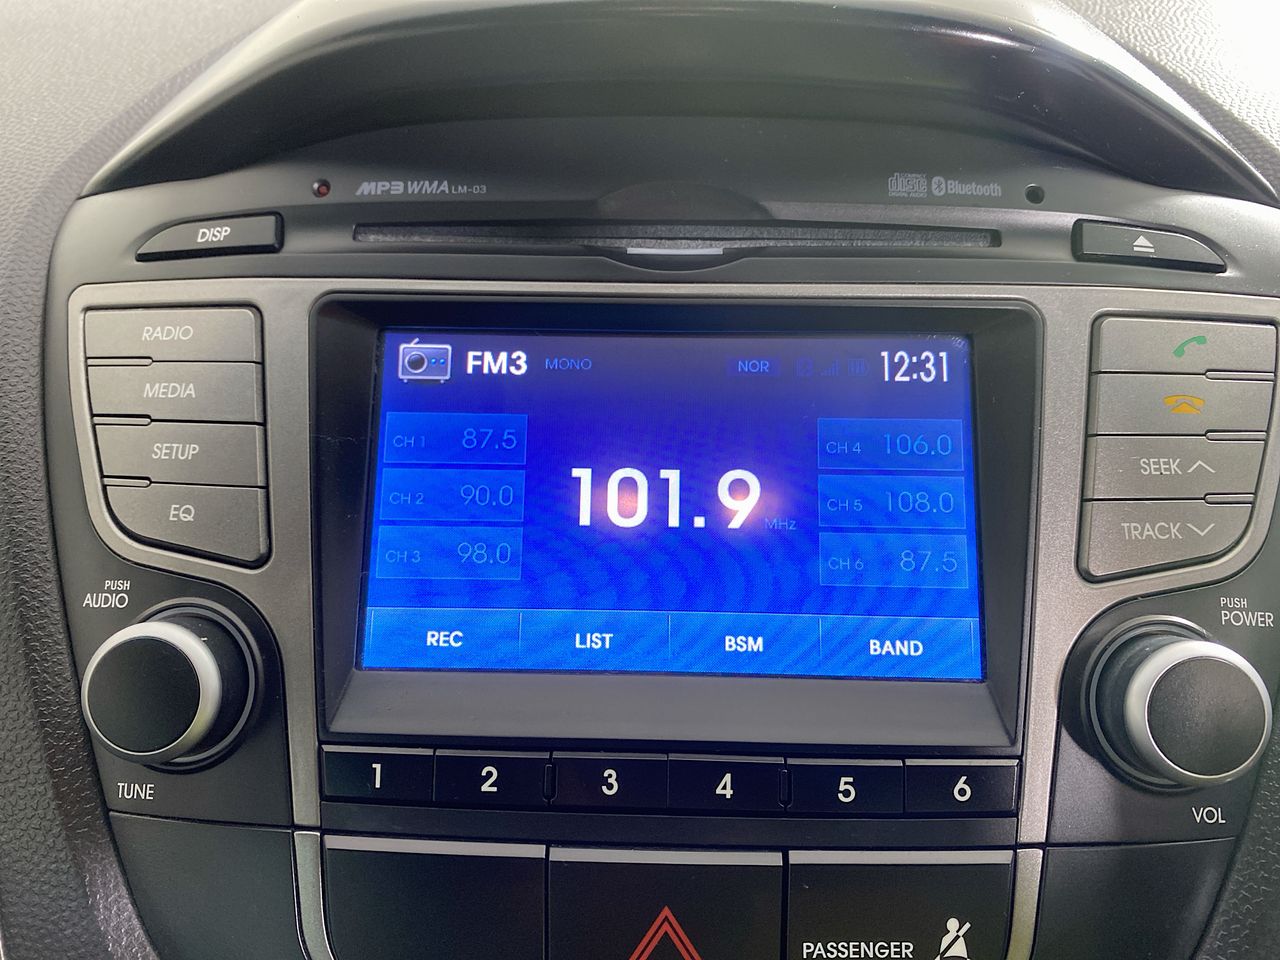 MP3 WMA LM-03
COMPACT disc DIGITAL AUDIO Bluetooth
DISP
RADIO
MEDIA
SETUP
EQ
FM3 MONO NOR 12:31
CH 1 87.5
CH 2 90.0
CH 3 98.0
101.9 MHz
CH 4 106.0
CH 5 108.0
CH 6 87.5
REC LIST BSM BAND
SEEK
TRACK
PUSH
AUDIO
TUNE
PUSH
POWER
VOL
1 2 3 4 5 6
PASSENGER